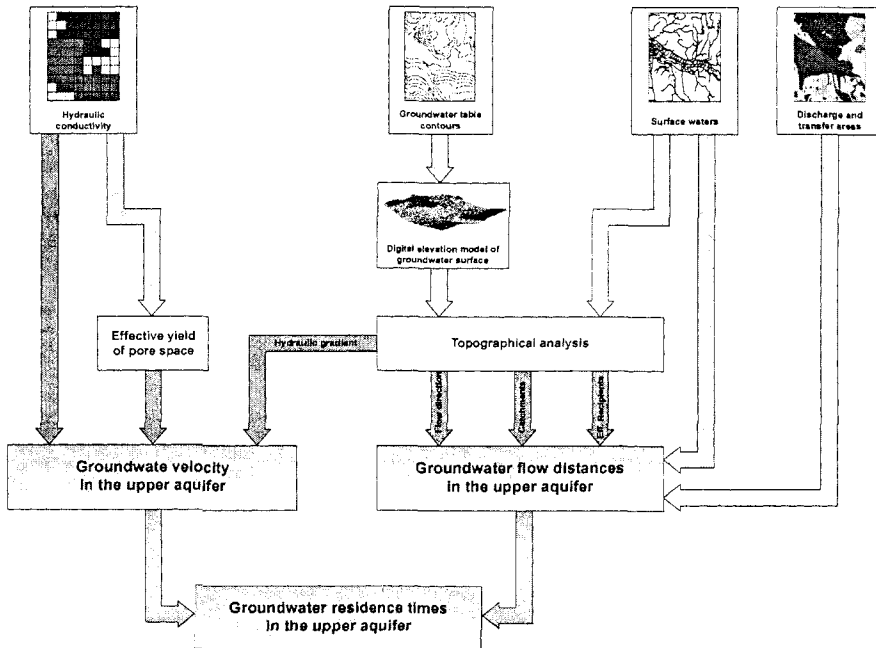 Hydraulic
conductivity
Groundwater table
contours
Surface waters
Discharge and
transfer areas
Digital elevation model of
groundwater surface
Effective yield
of pore space
Hydraulic gradient
Topographical analysis
Flow direction
Catchments
Eff. Recipients
Groundwate velocity
in the upper aquifer
Groundwater flow distances
in the upper aquifer
Groundwater residence times
in the upper aquifer